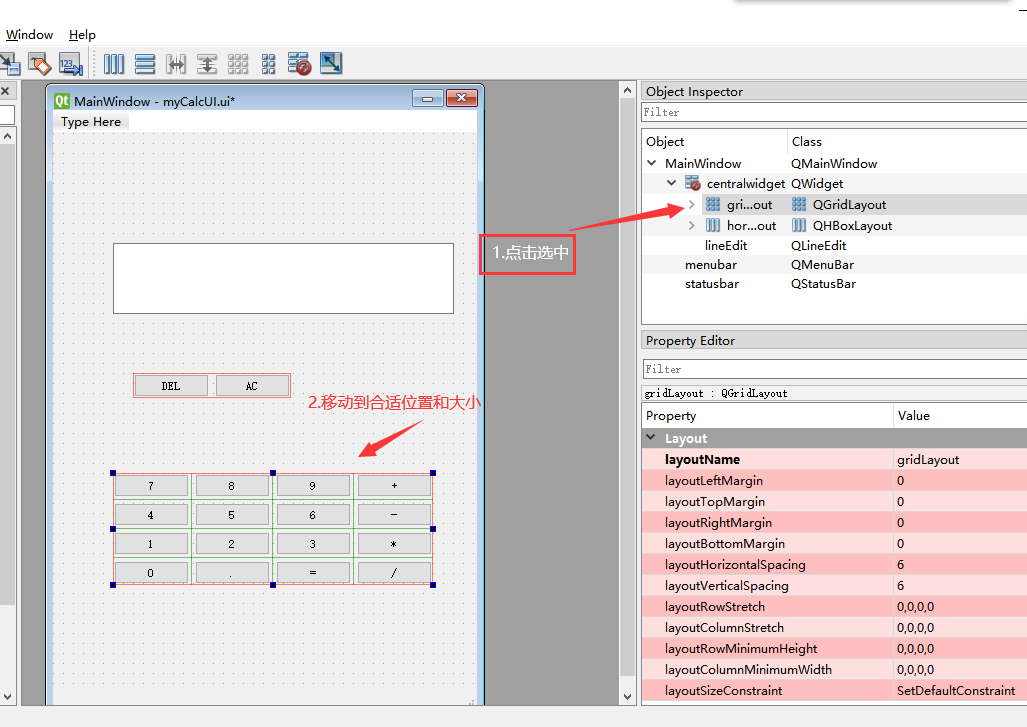 Window Help
MainWindow - myCalcUI.ui*
Type Here
1.点击选中
DEL AC
2.移动到合适位置和大小
7 8 9 +
4 5 6 -
1 2 3 *
0 . = /
Object Inspector
Filter
Object Class
MainWindow QMainWindow
centralwidget QWidget
gri...out QGridLayout
hor...out QHBoxLayout
lineEdit QLineEdit
menubar QMenuBar
statusbar QStatusBar
Property Editor
Filter
gridLayout : QGridLayout
Property Value
Layout
layoutName gridLayout
layoutLeftMargin 0
layoutTopMargin 0
layoutRightMargin 0
layoutBottomMargin 0
layoutHorizontalSpacing 6
layoutVerticalSpacing 6
layoutRowStretch 0,0,0,0
layoutColumnStretch 0,0,0,0
layoutRowMinimumHeight 0,0,0,0
layoutColumnMinimumWidth 0,0,0,0
layoutSizeConstraint SetDefaultConstraint